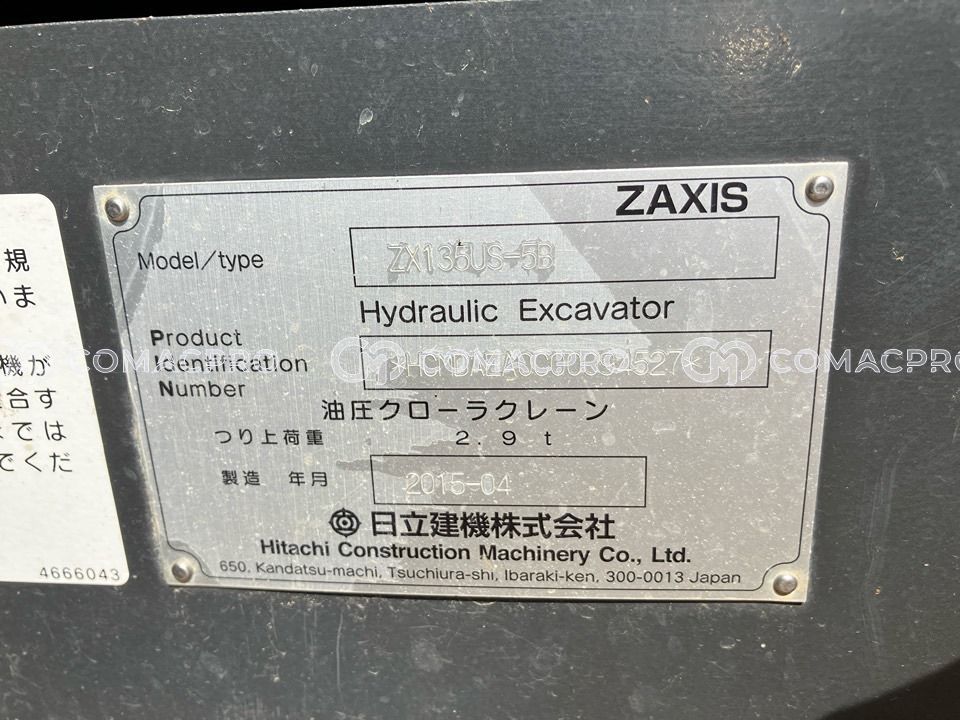 規
いま
機が
合す
では
でくだ
4666043
ZAXIS
Model/type
ZX135US-5B
Hydraulic Excavator
Product
Identification
Number
油圧クローラクレーン
つり上荷重 2.9 t
製造 年月
2015-04
日立建機株式会社
Hitachi Construction Machinery Co., Ltd.
650, Kandatsu-machi, Tsuchiura-shi, Ibaraki-ken, 300-0013 Japan
COMACPRO
COMACPRO